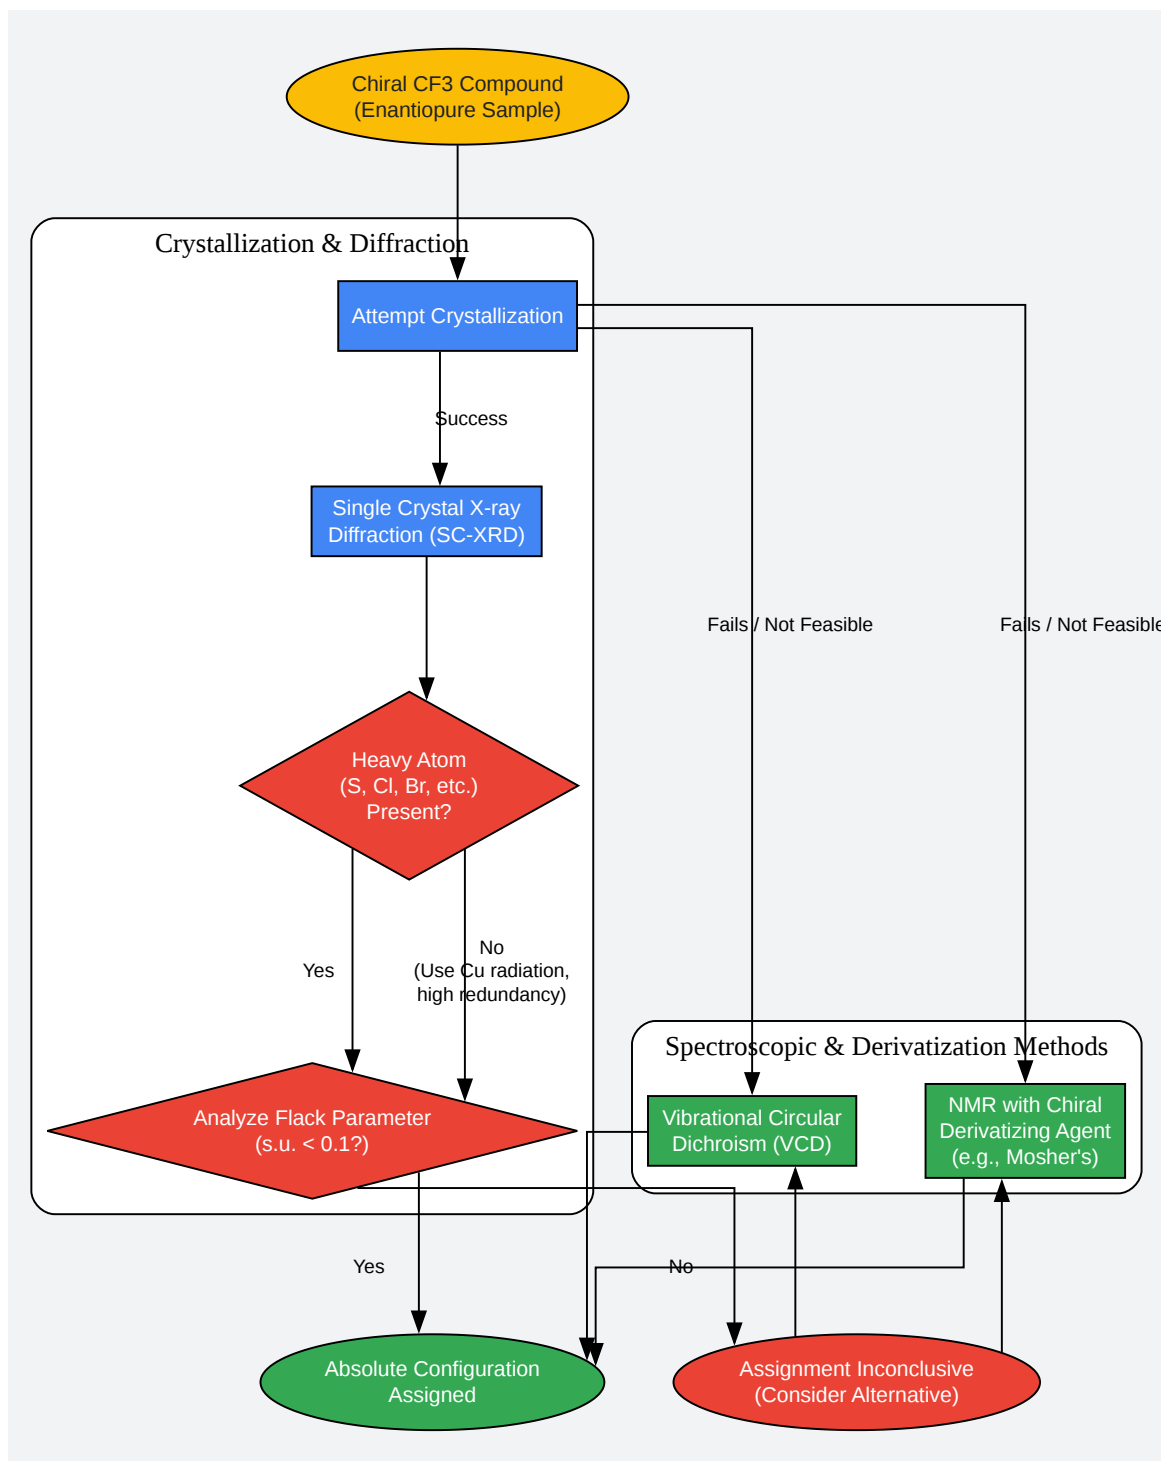 Chiral CF3 Compound
(Enantiopure Sample)
Crystallization & Diffraction
Attempt Crystallization
Success
Single Crystal X-ray
Diffraction (SC-XRD)
Fails / Not Feasible
Fails / Not Feasible
Heavy Atom
(S, Cl, Br, etc.)
Present?
Yes
No
(Use Cu radiation,
high redundancy)
Spectroscopic & Derivatization Methods
Analyze Flack Parameter
(s.u. < 0.1?)
Vibrational Circular
Dichroism (VCD)
NMR with Chiral
Derivatizing Agent
(e.g., Mosher's)
Yes
No
Absolute Configuration
Assigned
Assignment Inconclusive
(Consider Alternative)